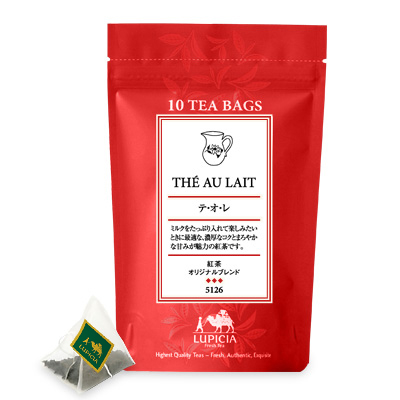 10 TEA BAGS
THÉ AU LAIT
テ・オ・レ
ミルクをたっぷり入れて楽しみたい
ときに最適な、濃厚なコクとまろやか
な甘みが魅力の紅茶です。
紅茶
オリジナルブレンド
5126
LUPICIA
Fresh Tea
Highest Quality Teas – Fresh, Authentic, Exquisite
LUPICIA